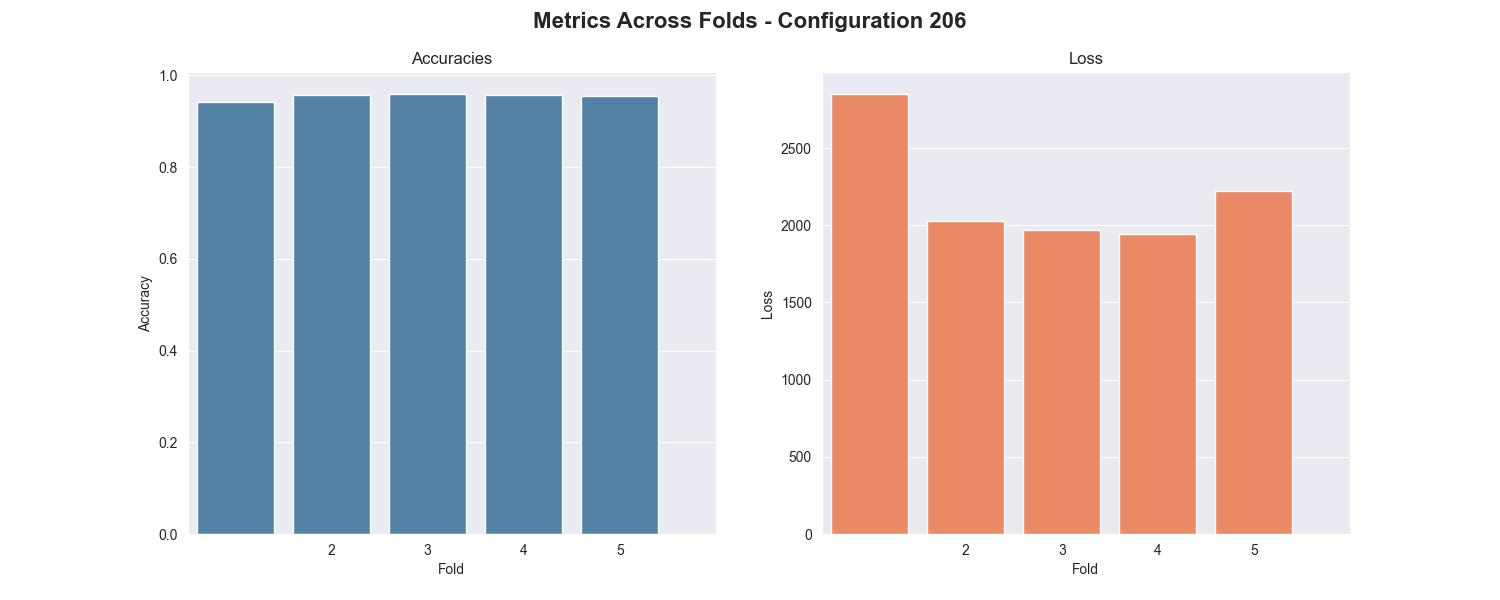 Metrics Across Folds - Configuration 206
Accuracies
1.0
0.8
0.6
0.4
0.2
0.0
Accuracy
2 3 4 5
Fold
Loss
2500
2000
1500
1000
500
0
Loss
2 3 4 5
Fold